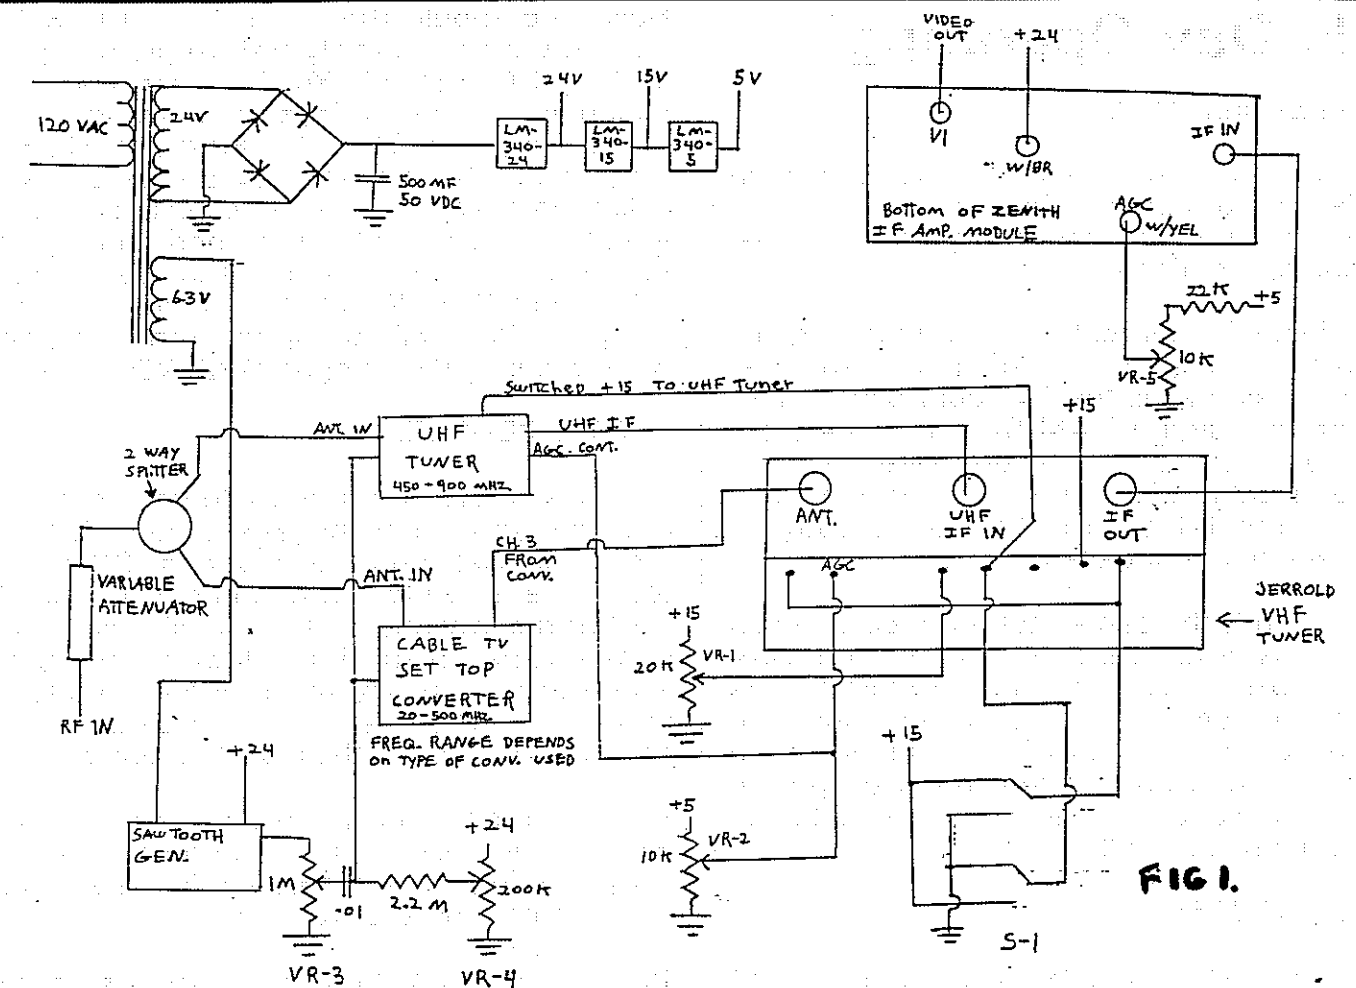 VIDEO
OUT
+24
24V
15V
5V
120 VAC
24V
LM-
340-
24
LM-
340-
15
LM-
340-
5
V1
W/BR
IF IN
500 MF
50 VDC
AGC
W/YEL
BOTTOM OF ZENITH
IF AMP. MODULE
63V
22K
+5
10K
VR-5
SWITCHED +15 TO UHF TUNER
+15
ANT. IN
UHF
TUNER
450-900 MHZ.
UHF IF
AGC. CONT.
2 WAY
SPLITTER
ANT.
UHF
IF IN
IF
OUT
CH.3
FROM
CONV.
VARIABLE
ATTENUATOR
ANT. IN
AGC
JERROLD
VHF
TUNER
+15
20K
VR-1
CABLE TV
SET TOP
CONVERTER
20-500 MHZ.
RF IN
FREQ. RANGE DEPENDS
ON TYPE OF CONV. USED
+24
+15
SAWTOOTH
GEN.
+24
+5
10K
VR-2
1M
.01
2.2 M
200K
FIG 1.
VR-3
VR-4
S-1